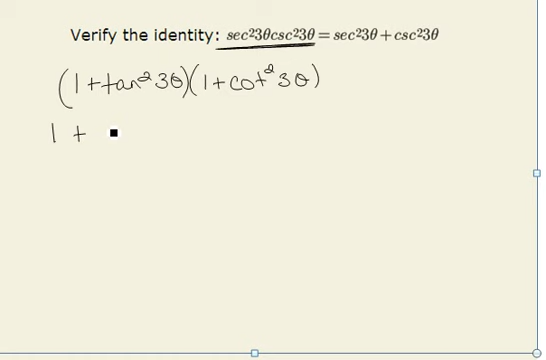 Verify the identity: sec²3θcsc²3θ = sec²3θ + csc²3θ
(1+tan²3θ)(1+cot²3θ)
1 +